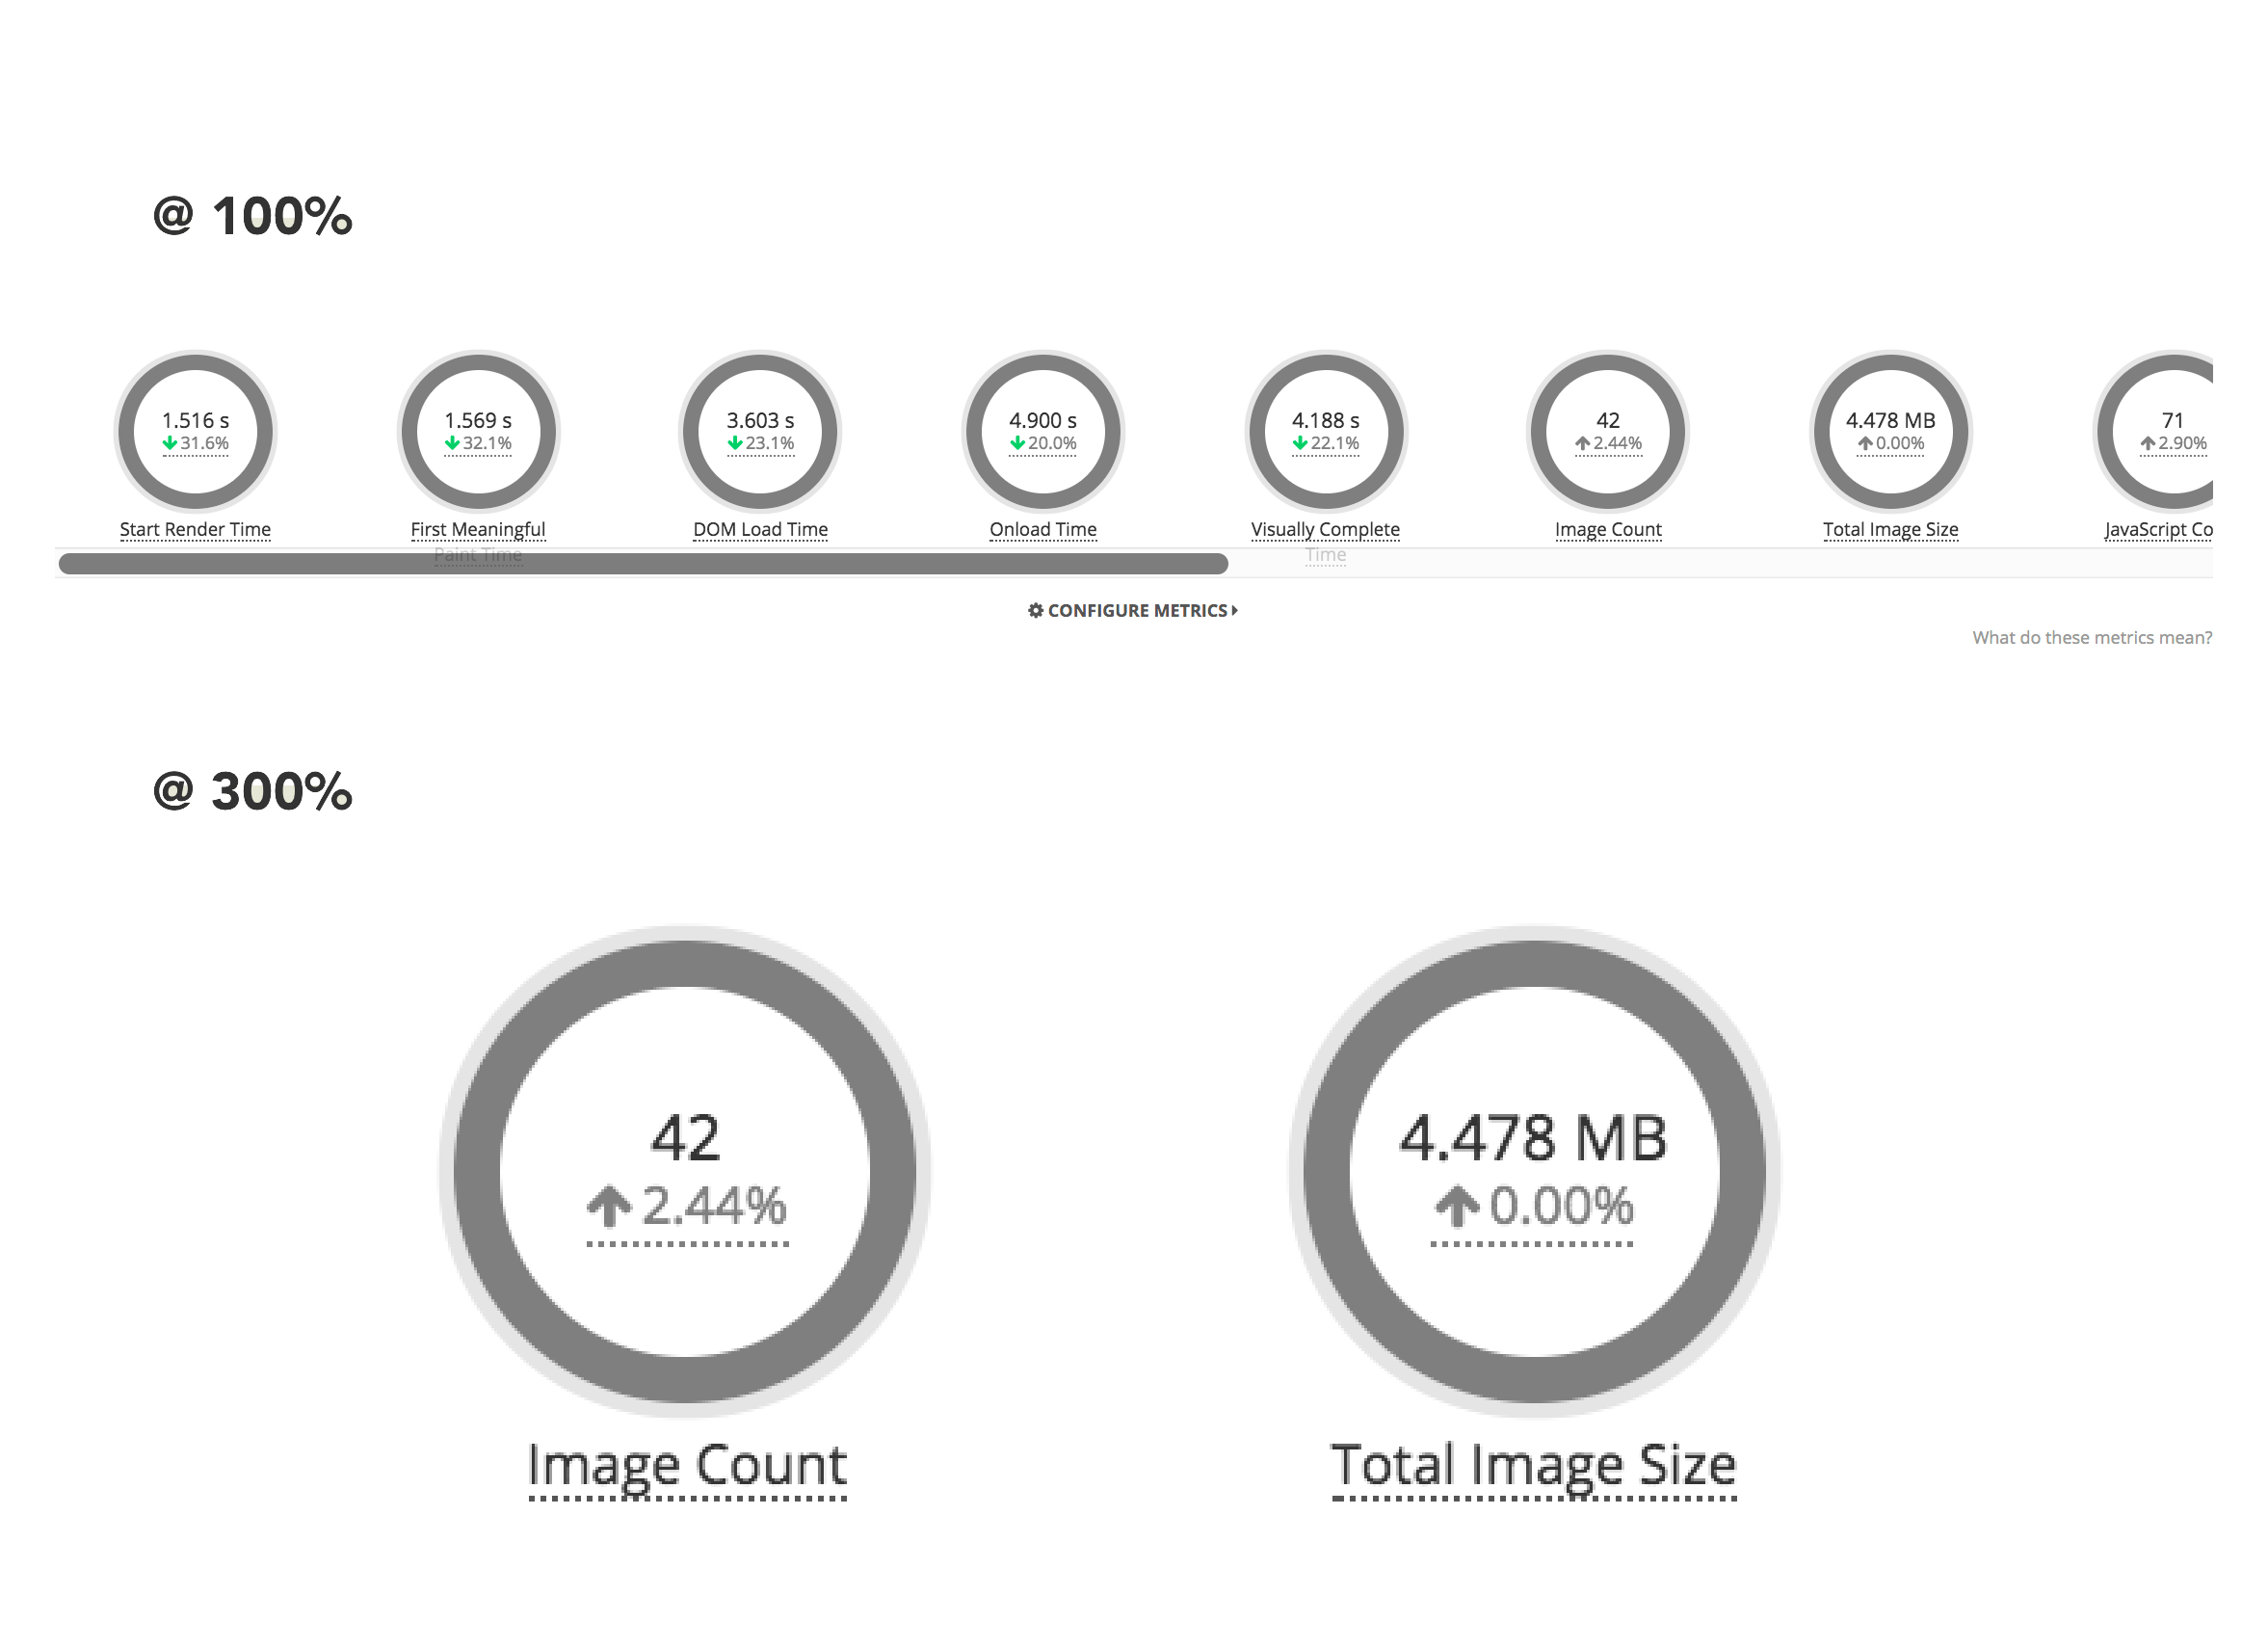 @ 100%
1.516 s
31.6%
Start Render Time
1.569 s
32.1%
First Meaningful
Paint Time
3.603 s
23.1%
DOM Load Time
4.900 s
20.0%
Onload Time
4.188 s
22.1%
Visually Complete
Time
42
2.44%
Image Count
4.478 MB
0.00%
Total Image Size
71
2.90%
JavaScript Co
CONFIGURE METRICS
What do these metrics mean?
@ 300%
42
2.44%
Image Count
4.478 MB
0.00%
Total Image Size